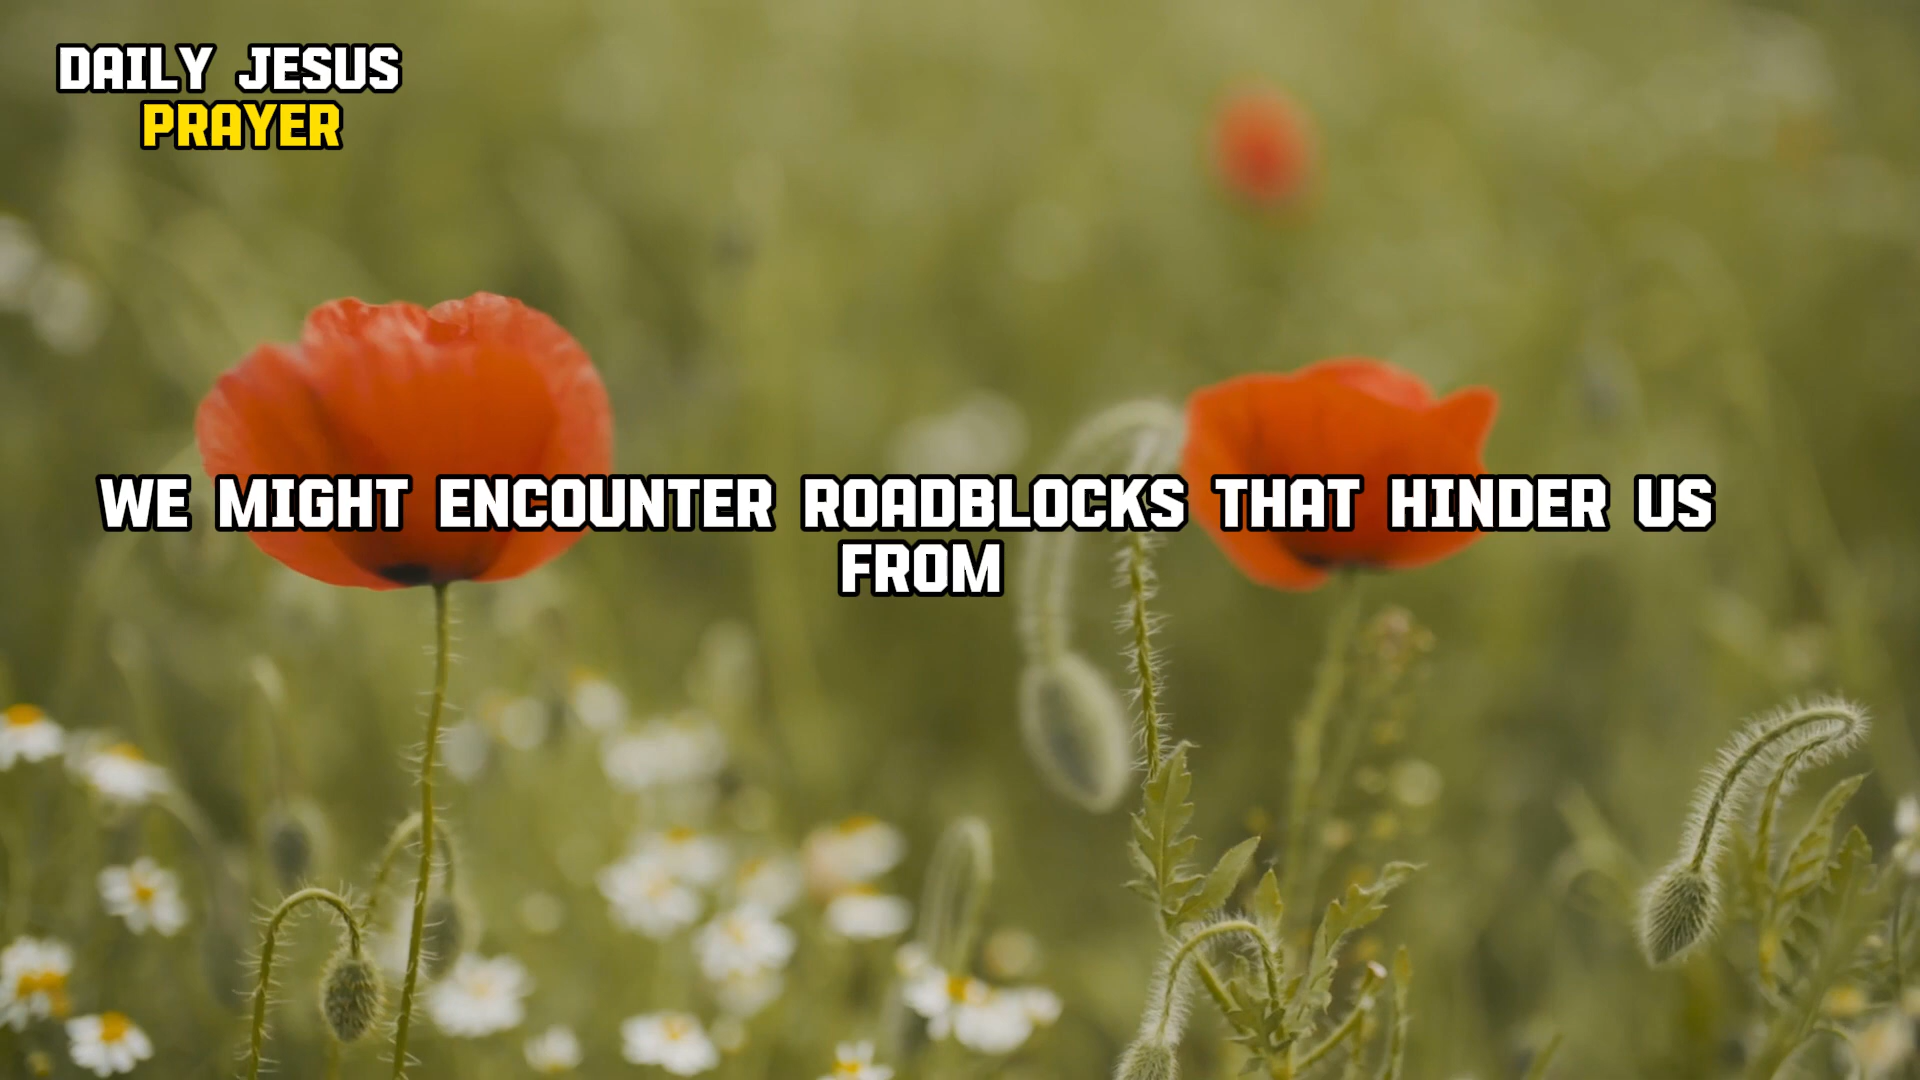 DAILY JESUS
PRAYER
WE MIGHT ENCOUNTER ROADBLOCKS THAT HINDER US
FROM